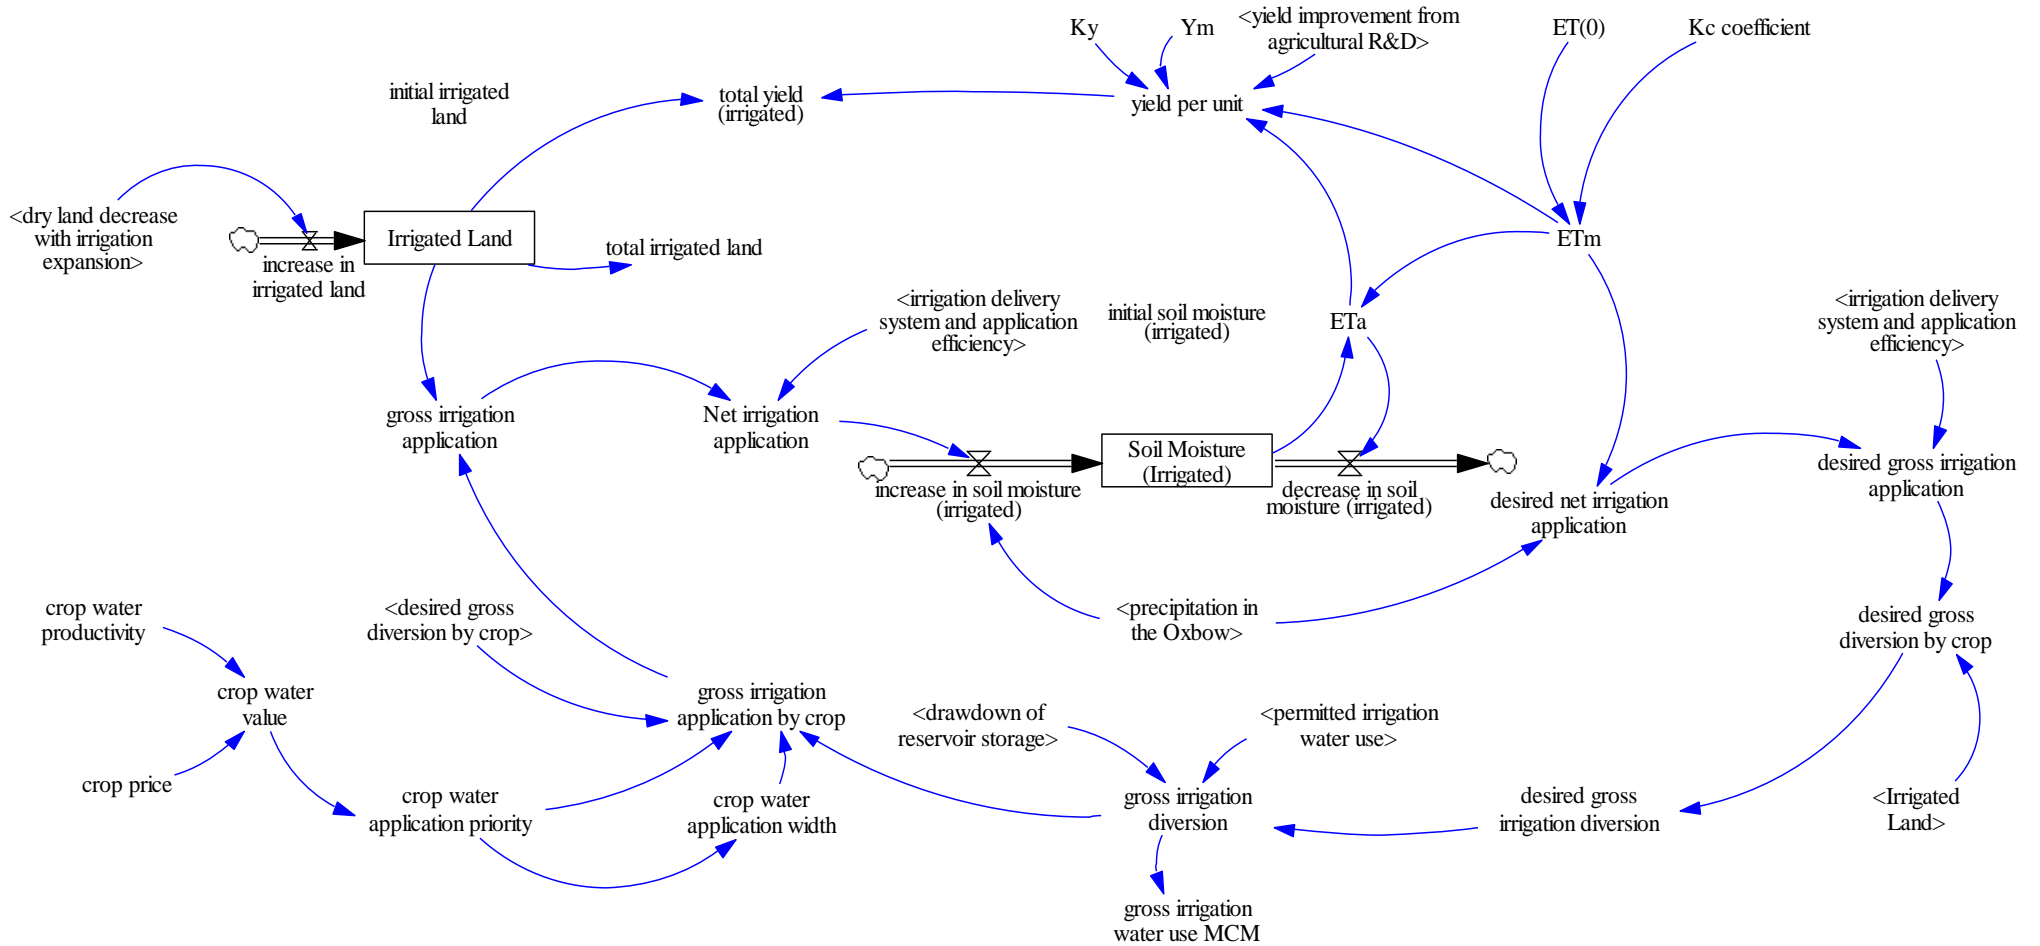 Ky
Ym
<yield improvement from
agricultural R&D>
ET(0)
Kc coefficient
initial irrigated
land
total yield
(irrigated)
yield per unit
<dry land decrease
with irrigation
expansion>
increase in
irrigated land
Irrigated Land
total irrigated land
ETm
<irrigation delivery
system and application
efficiency>
initial soil moisture
(irrigated)
ETa
<irrigation delivery
system and application
efficiency>
gross irrigation
application
Net irrigation
application
increase in soil moisture
(irrigated)
Soil Moisture
(Irrigated)
decrease in soil
moisture (irrigated)
desired net irrigation
application
desired gross irrigation
application
crop water
productivity
<desired gross
diversion by crop>
<precipitation in
the Oxbow>
desired gross
diversion by crop
crop water
value
gross irrigation
application by crop
<drawdown of
reservoir storage>
<permitted irrigation
water use>
crop price
crop water
application priority
crop water
application width
gross irrigation
diversion
desired gross
irrigation diversion
<Irrigated
Land>
gross irrigation
water use MCM